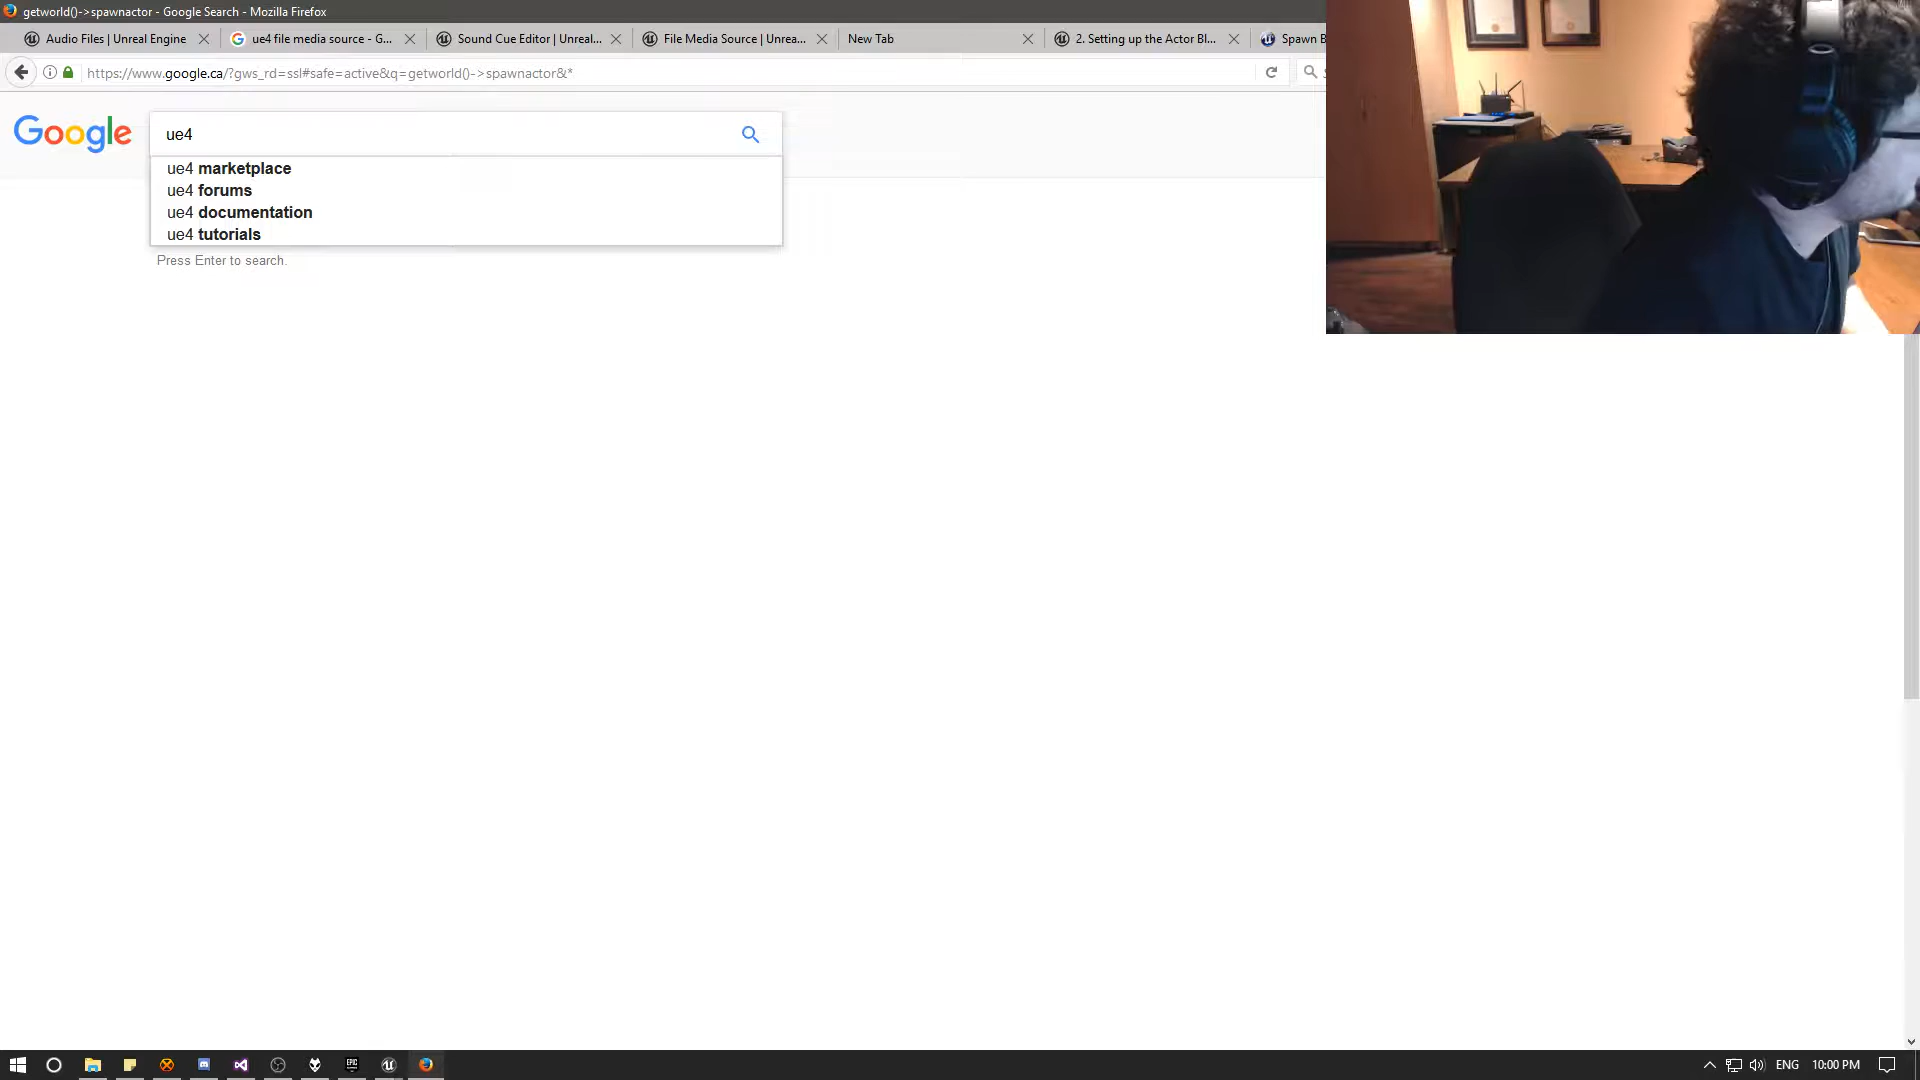 getworld()->spawnactor - Google Search - Mozilla Firefox
Audio Files | Unreal Engine
ue4 file media source - G...
Sound Cue Editor | Unreal...
File Media Source | Unrea...
New Tab
2. Setting up the Actor Bl...
Spawn B
https://www.google.ca/?gws_rd=ssl#safe=active&q=getworld()->spawnactor&*
Google
ue4
ue4 marketplace
ue4 forums
ue4 documentation
ue4 tutorials
Press Enter to search.
EPIC
ENG
10:00 PM